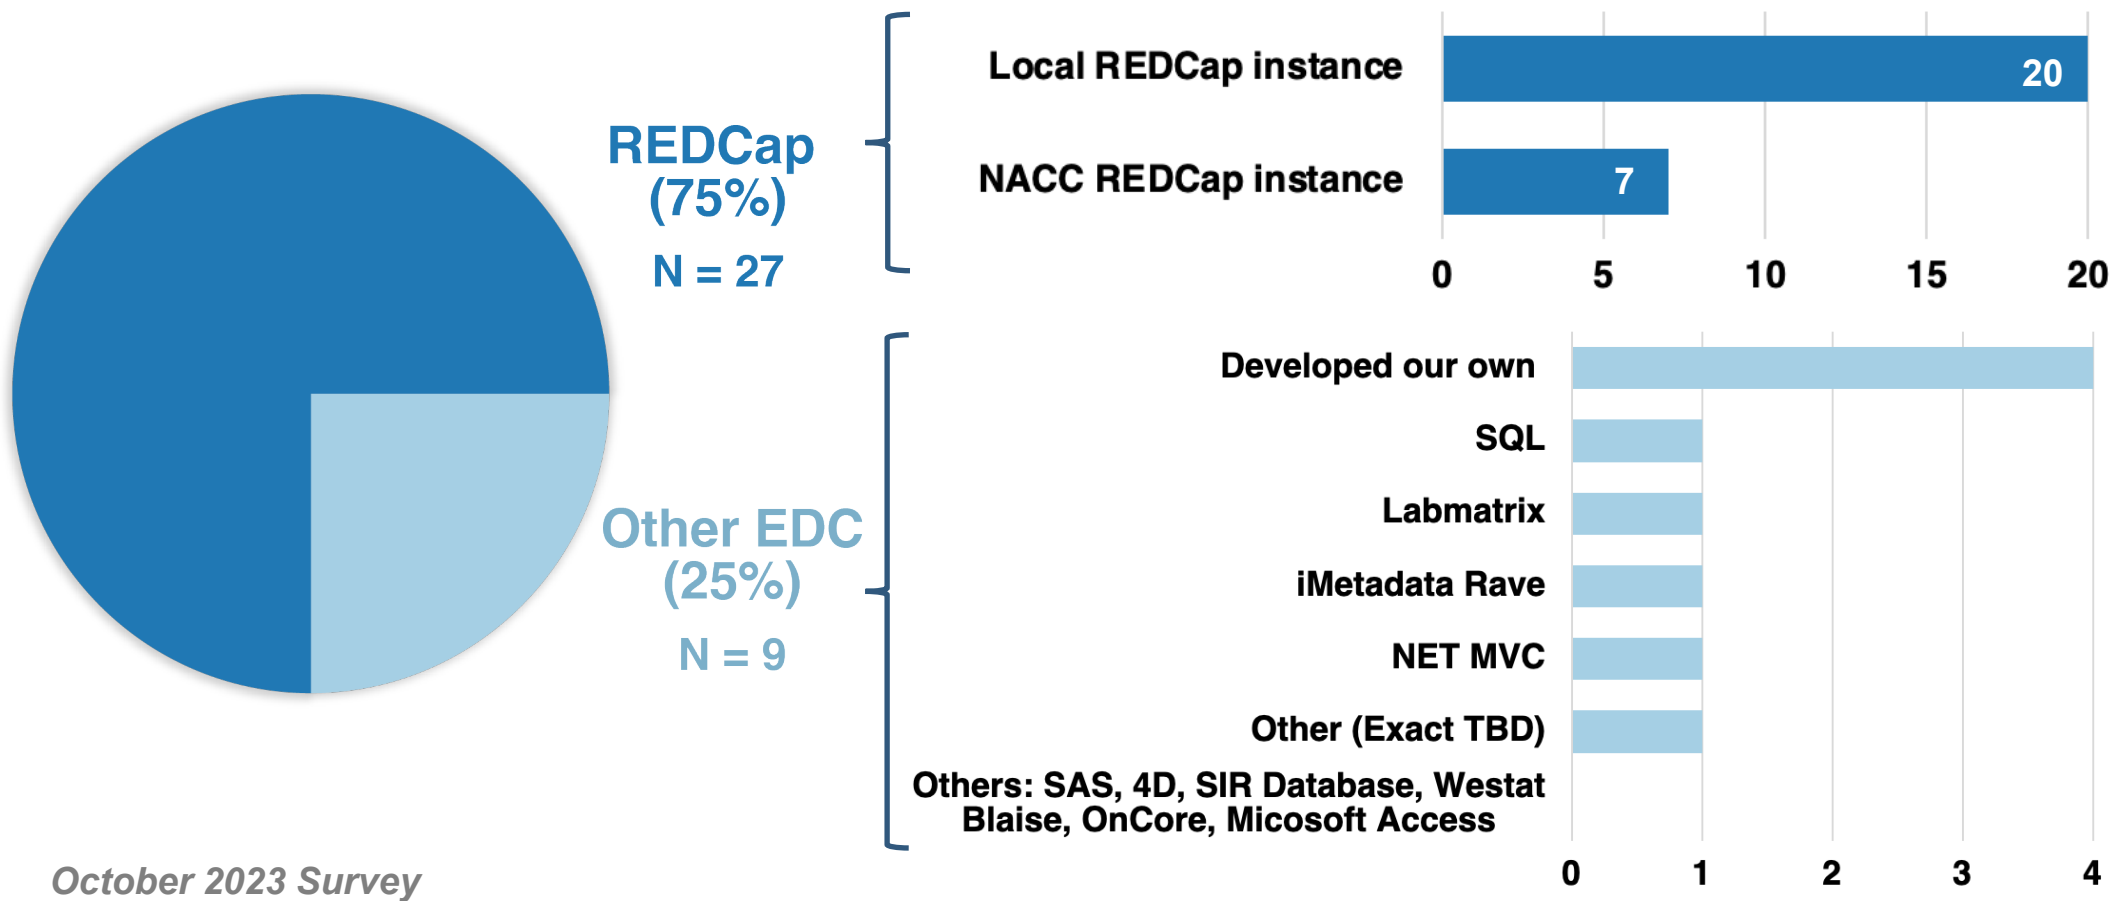 REDCap
(75%)
N = 27
Local REDCap instance
20
NACC REDCap instance
7
0 5 10 15 20
Other EDC
(25%)
N = 9
Developed our own
SQL
Labmatrix
iMetadata Rave
NET MVC
Other (Exact TBD)
Others: SAS, 4D, SIR Database, Westat
Blaise, OnCore, Micosoft Access
0 1 2 3 4
October 2023 Survey